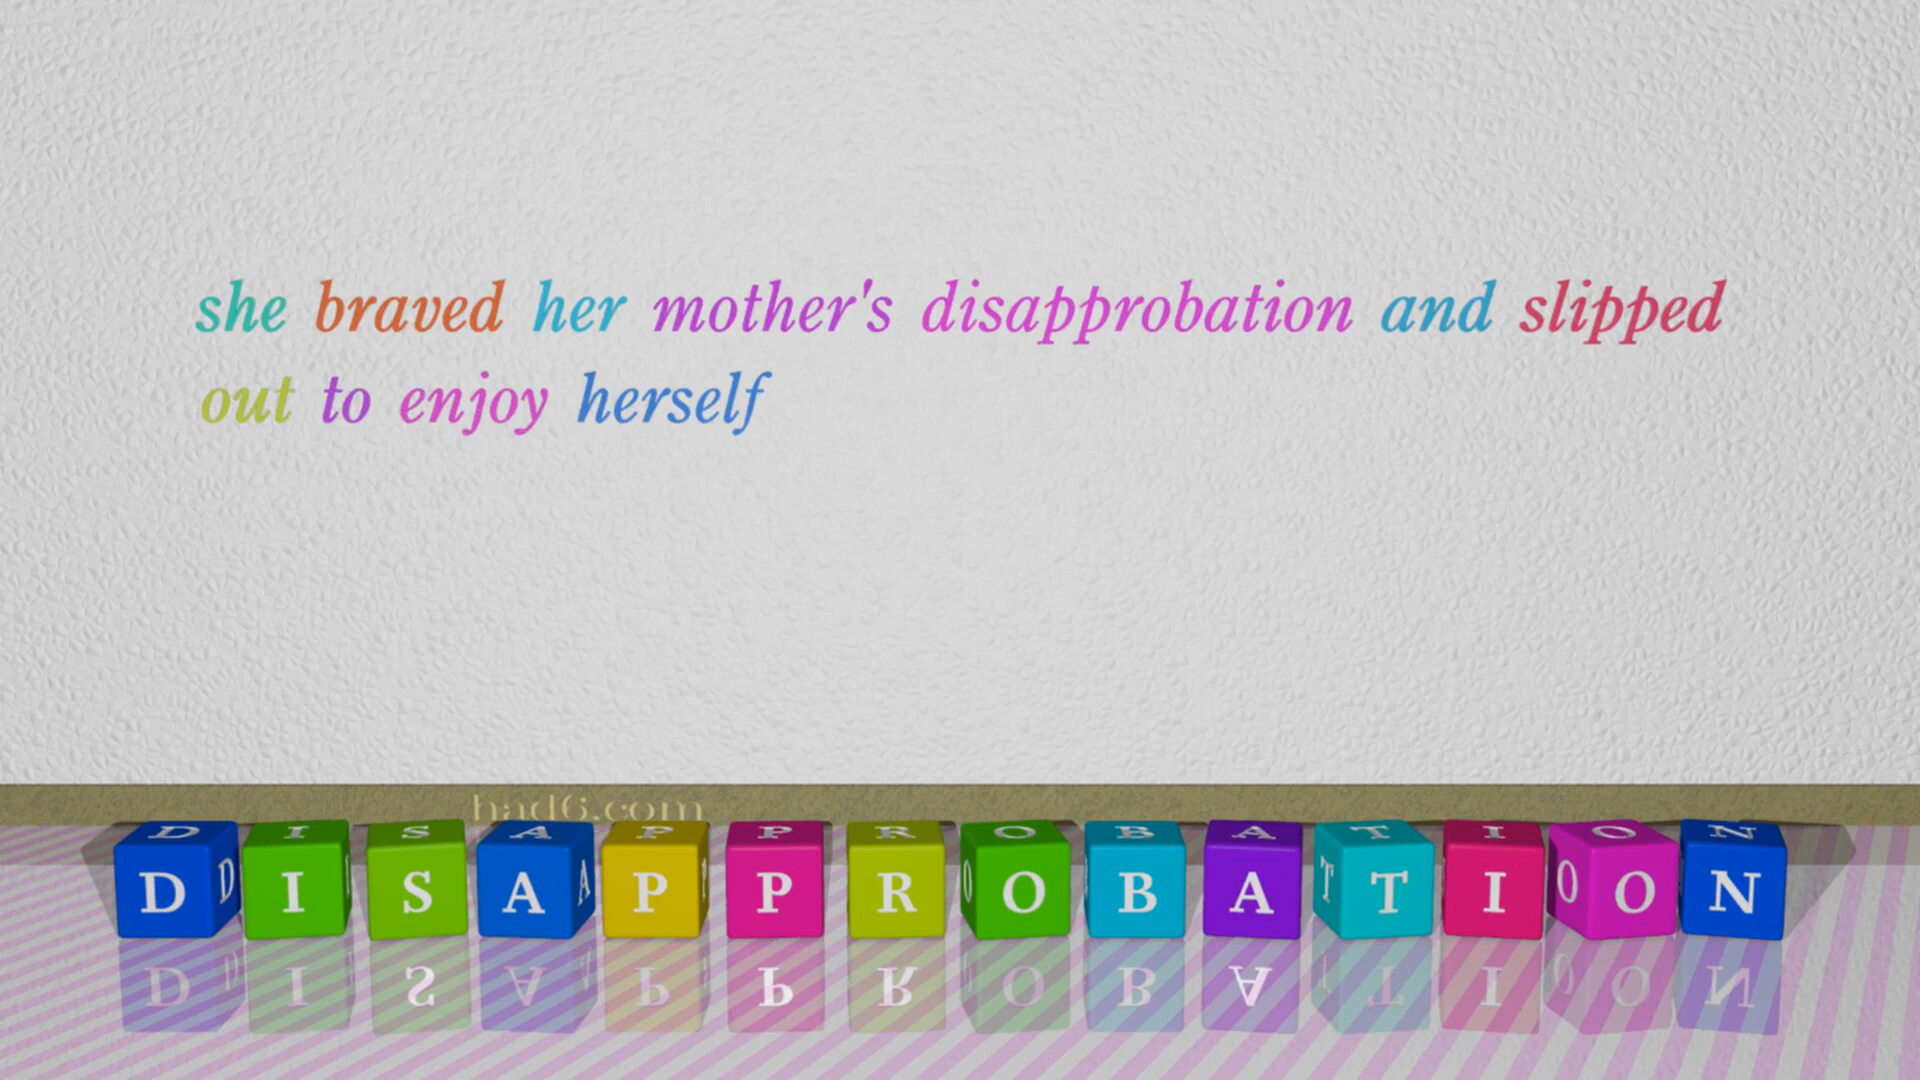 she braved her mother's disapprobation and slipped
out to enjoy herself
had6.com
DISAPPROBATION